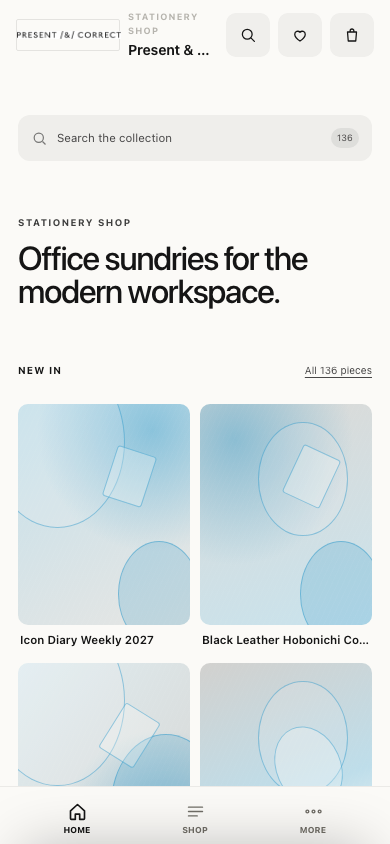 PRESENT /&/ CORRECT
STATIONERY
SHOP
Present & ...
Search the collection
136
STATIONERY SHOP
Office sundries for the
modern workspace.
NEW IN
All 136 pieces
Icon Diary Weekly 2027
Black Leather Hobonichi Co...
HOME
SHOP
MORE